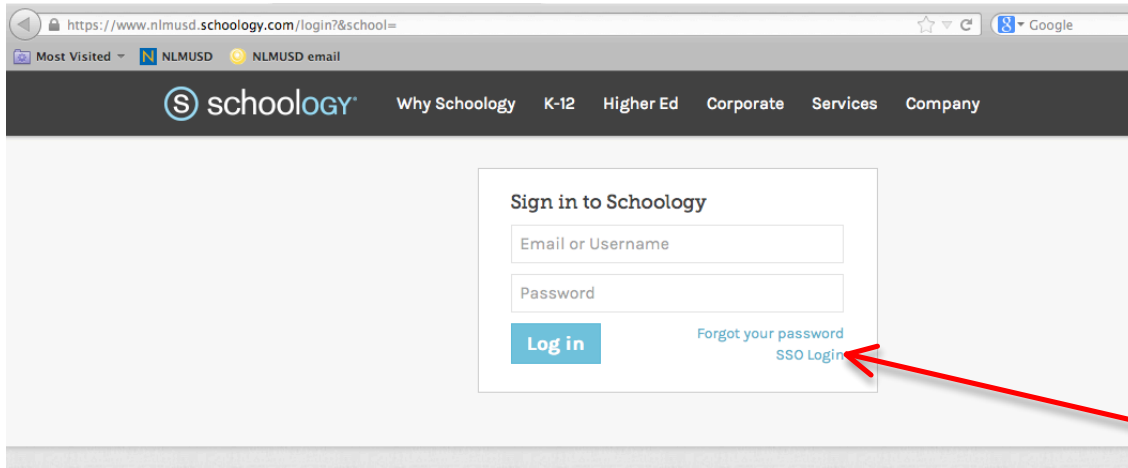 https://www.nlmusd.schoology.com/login?&school=
Google
Most Visited NLMUSD NLMUSD email
S schoology® Why Schoology K-12 Higher Ed Corporate Services Company
Sign in to Schoology
Email or Username
Password
Log in
Forgot your password
SSO Login